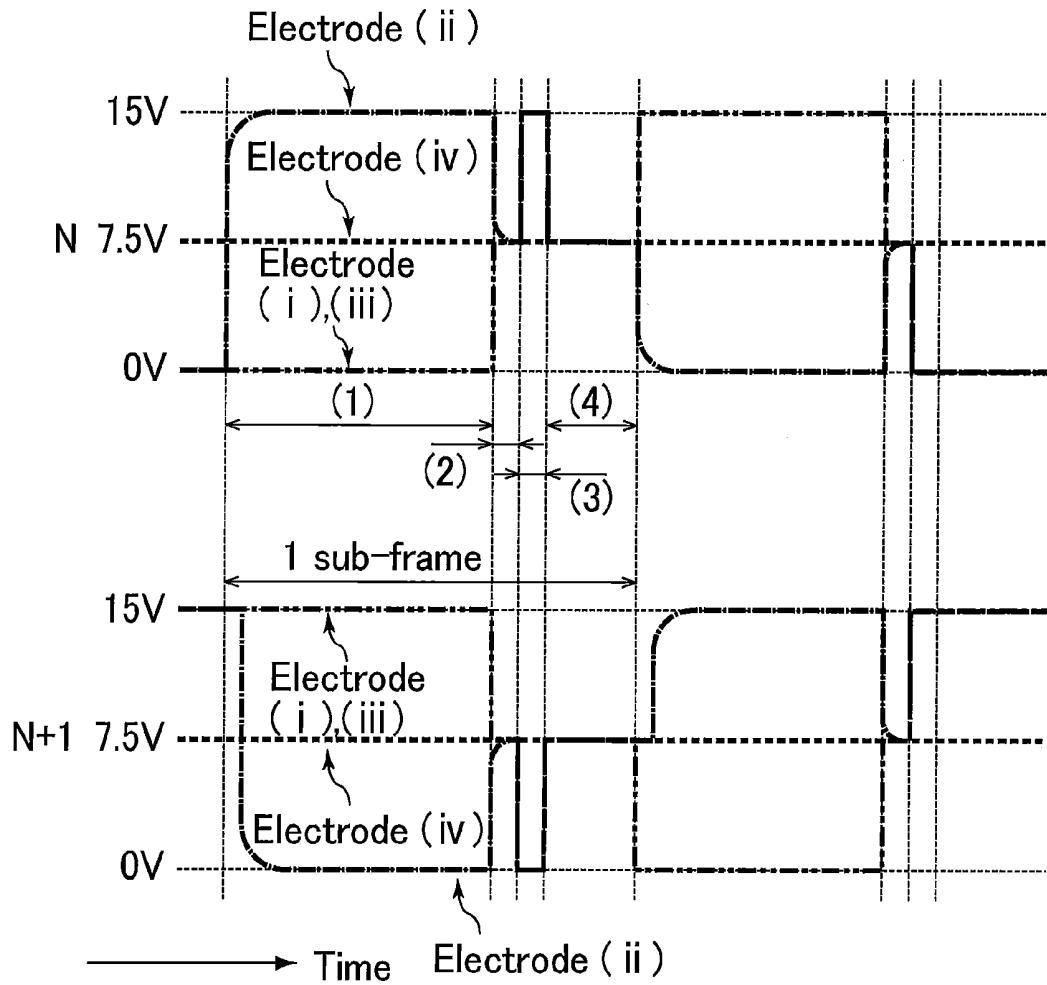 Electrode (ii)
15V
Electrode (iv)
N 7.5V
Electrode
(i),(iii)
0V
(1)
(4)
(2)
(3)
1 sub-frame
15V
Electrode
(i),(iii)
N+1 7.5V
Electrode (iv)
0V
Time
Electrode (ii)